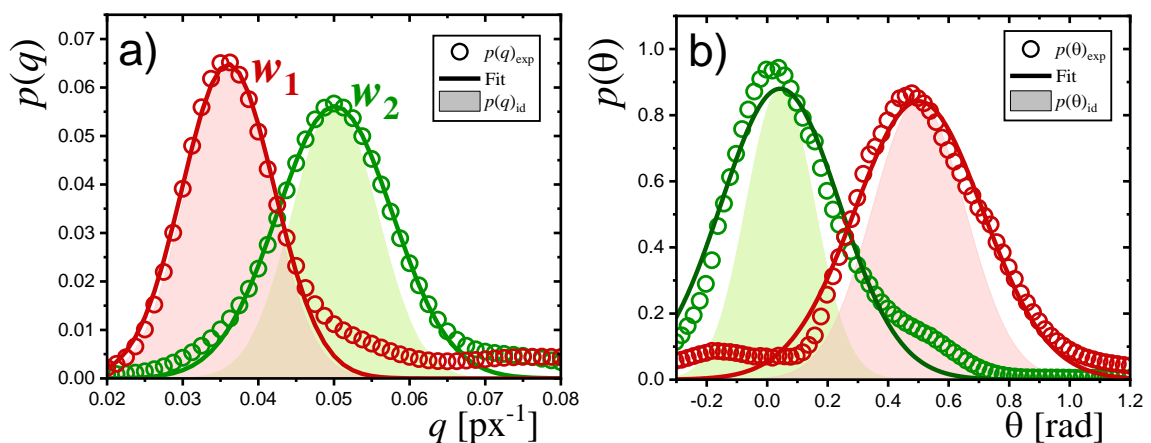 a)
p(q)
0.07
0.06
0.05
0.04
0.03
0.02
0.01
0.00
0.02 0.03 0.04 0.05 0.06 0.07 0.08
q [px⁻¹]
w₁
w₂
p(q)exp
Fit
p(q)id
b)
p(θ)
1.0
0.8
0.6
0.4
0.2
0.0
-0.2 0.0 0.2 0.4 0.6 0.8 1.0 1.2
θ [rad]
p(θ)exp
Fit
p(θ)id